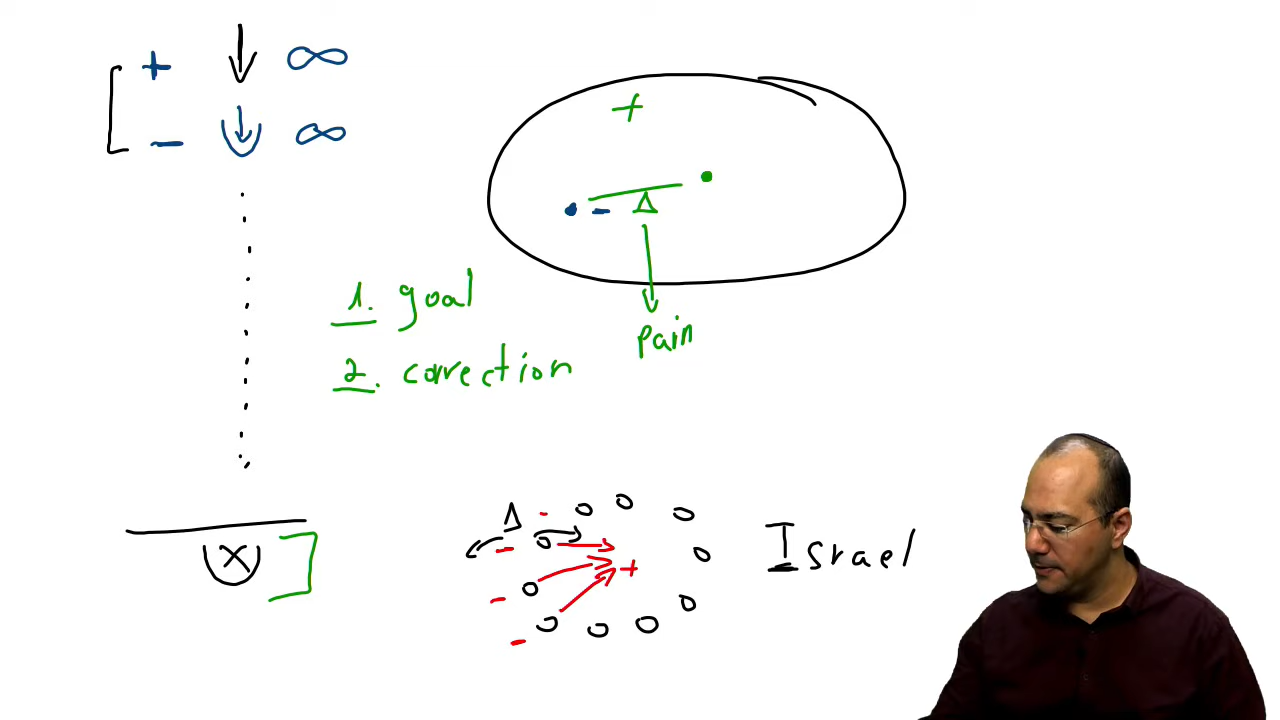 + ∞
- ∞
+
-
1. goal
2. correction
pain
X
Israel
+
-
-
-
-